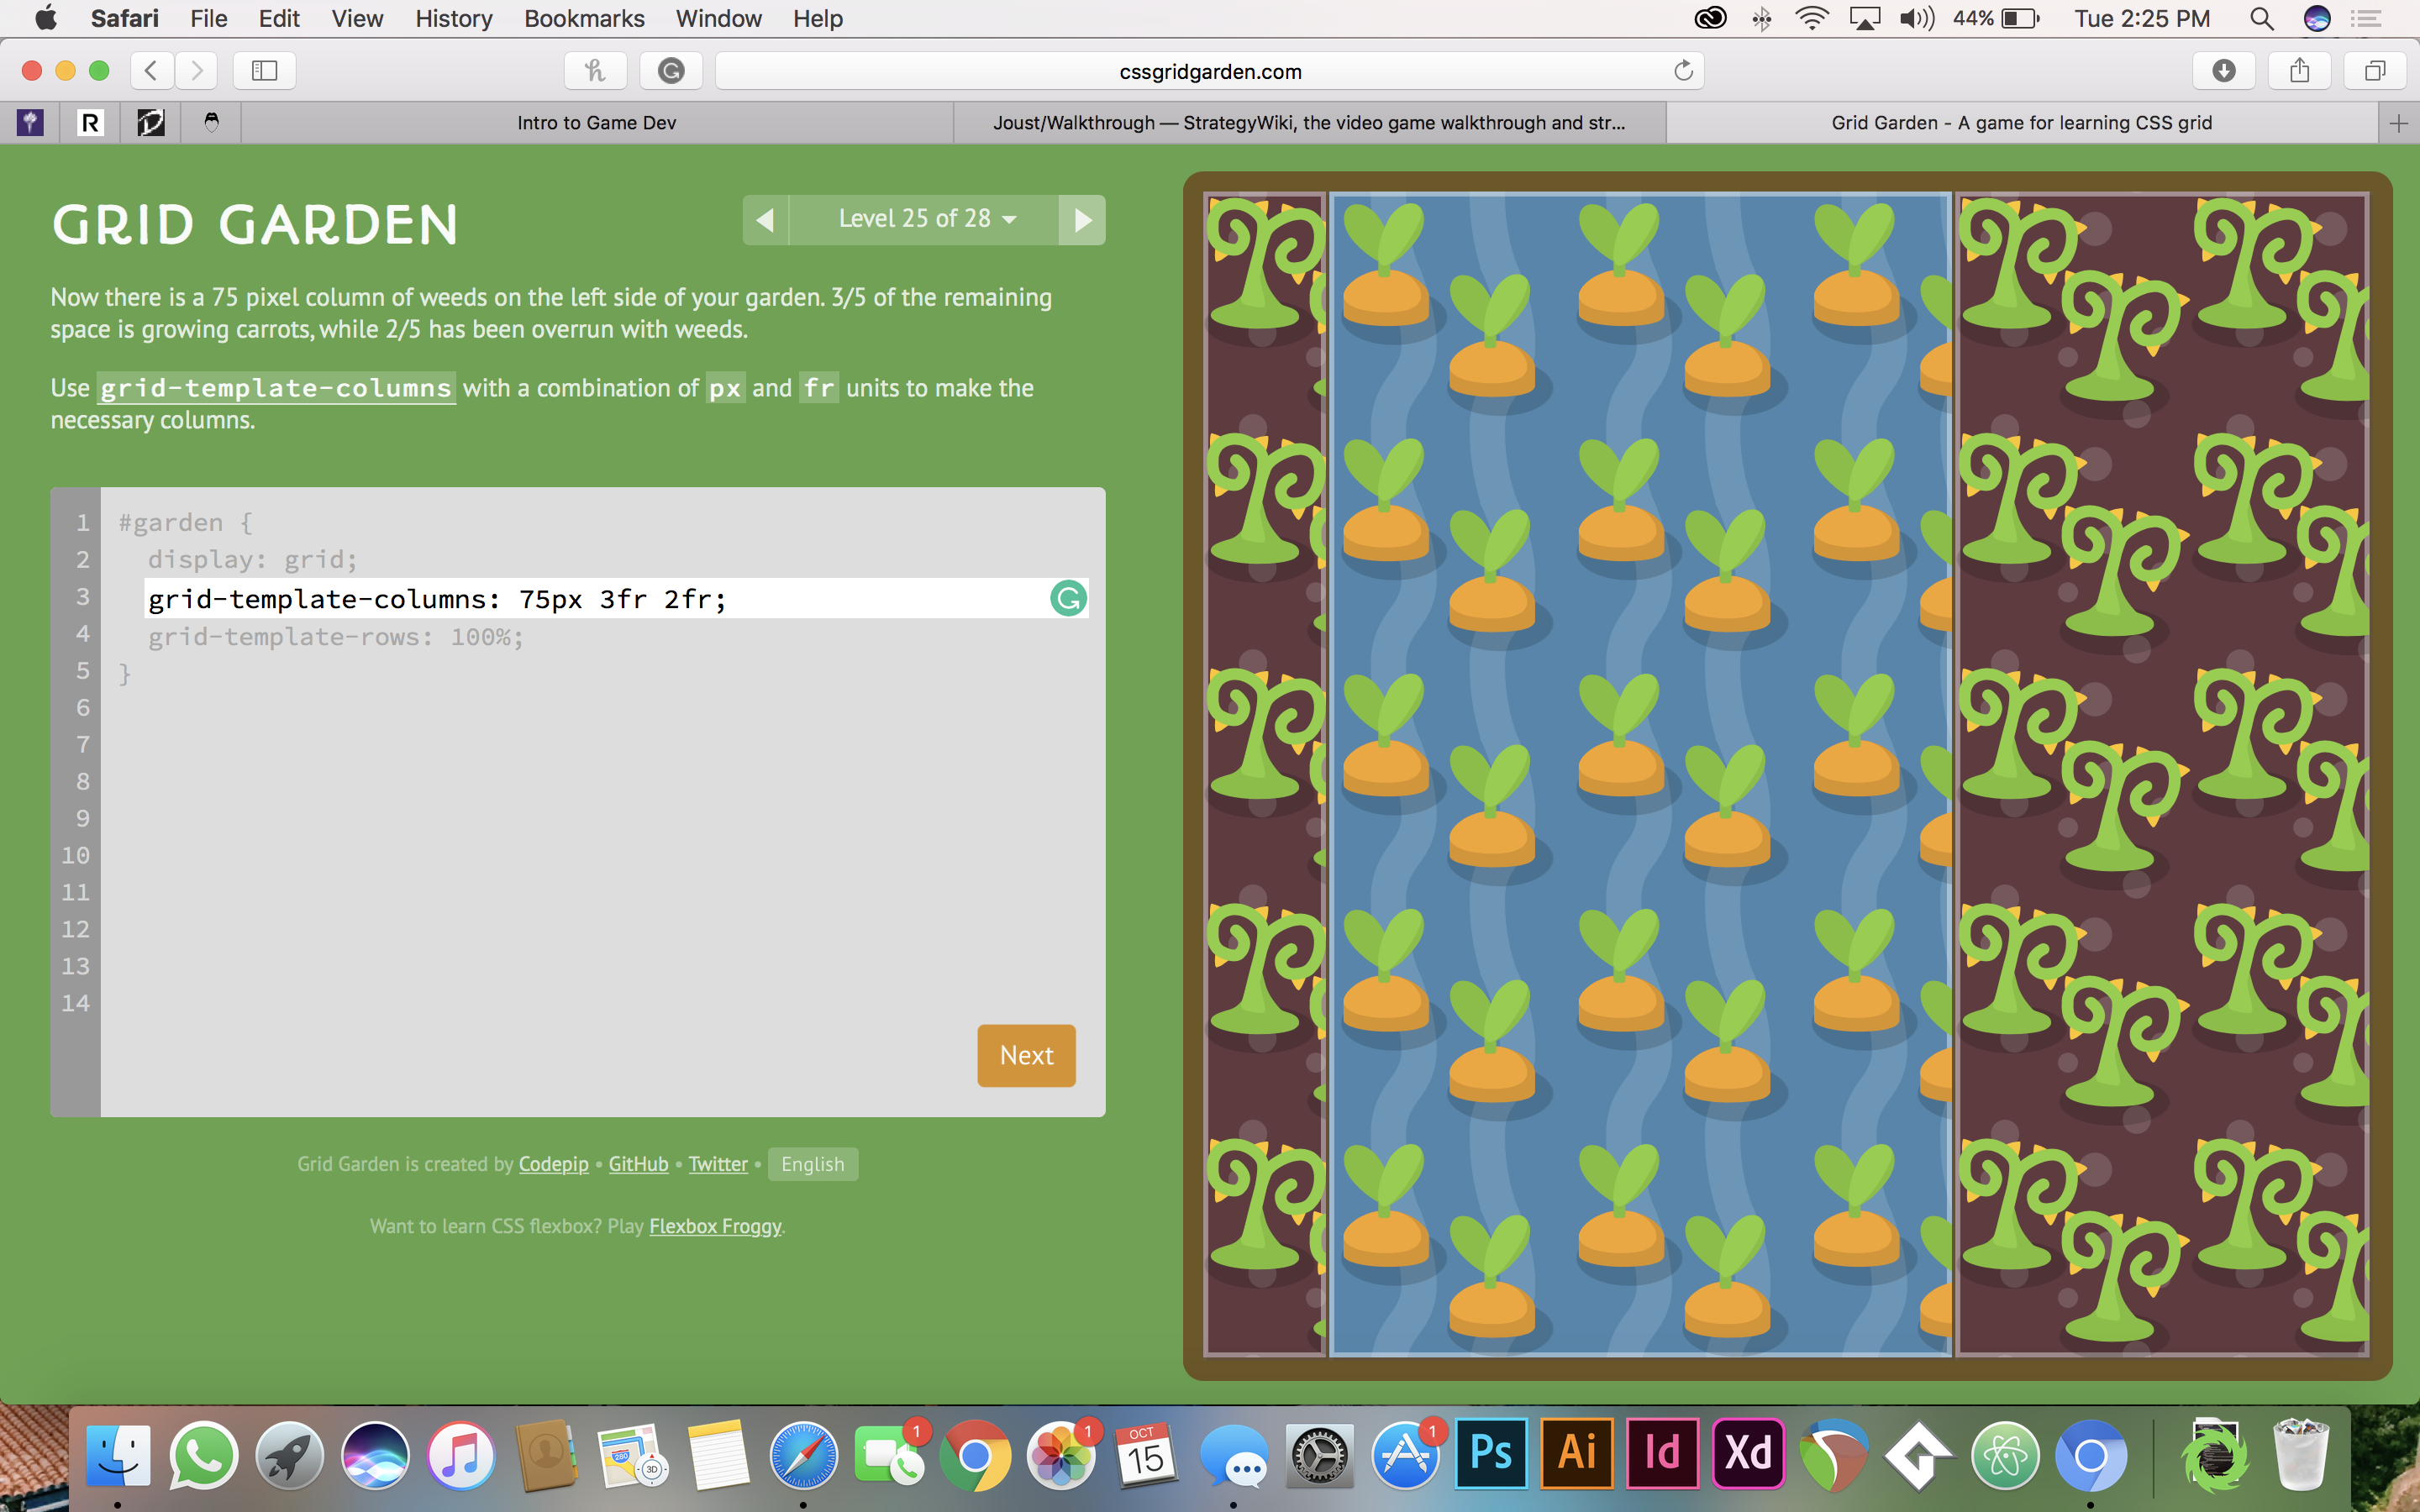 Safari File Edit View History Bookmarks Window Help 44% Tue 2:25 PM
cssgridgarden.com
R Intro to Game Dev Joust/Walkthrough — StrategyWiki, the video game walkthrough and str... Grid Garden - A game for learning CSS grid
GRID GARDEN
Level 25 of 28
Now there is a 75 pixel column of weeds on the left side of your garden. 3/5 of the remaining
space is growing carrots, while 2/5 has been overrun with weeds.
Use grid-template-columns with a combination of px and fr units to make the
necessary columns.
1 #garden {
2 display: grid;
3 grid-template-columns: 75px 3fr 2fr;
4 grid-template-rows: 100%;
5 }
6
7
8
9
10
11
12
13
14
Next
Grid Garden is created by Codepip • GitHub • Twitter • English
Want to learn CSS flexbox? Play Flexbox Froggy.
280 3D 1 1 OCT 15 1 Ps Ai Id Xd